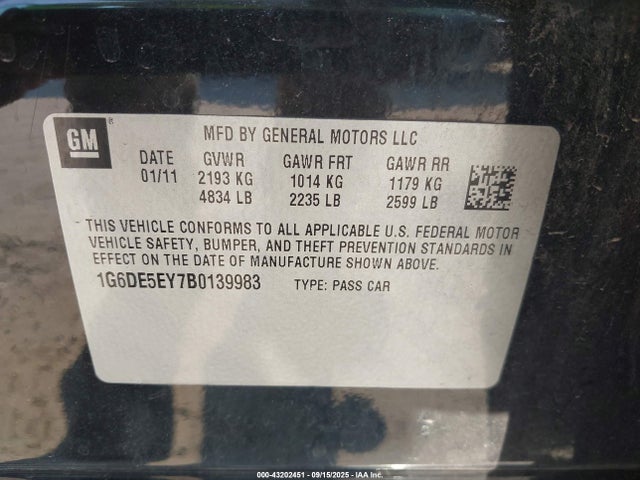 GM ®
MFD BY GENERAL MOTORS LLC
DATE GVWR GAWR FRT GAWR RR
01/11 2193 KG 1014 KG 1179 KG
4834 LB 2235 LB 2599 LB
THIS VEHICLE CONFORMS TO ALL APPLICABLE U.S. FEDERAL MOTOR
VEHICLE SAFETY, BUMPER, AND THEFT PREVENTION STANDARDS IN
EFFECT ON THE DATE OF MANUFACTURE SHOWN ABOVE.
1G6DE5EY7B0139983 TYPE: PASS CAR
000-43202451 - 09/15/2025 - IAAI.COM